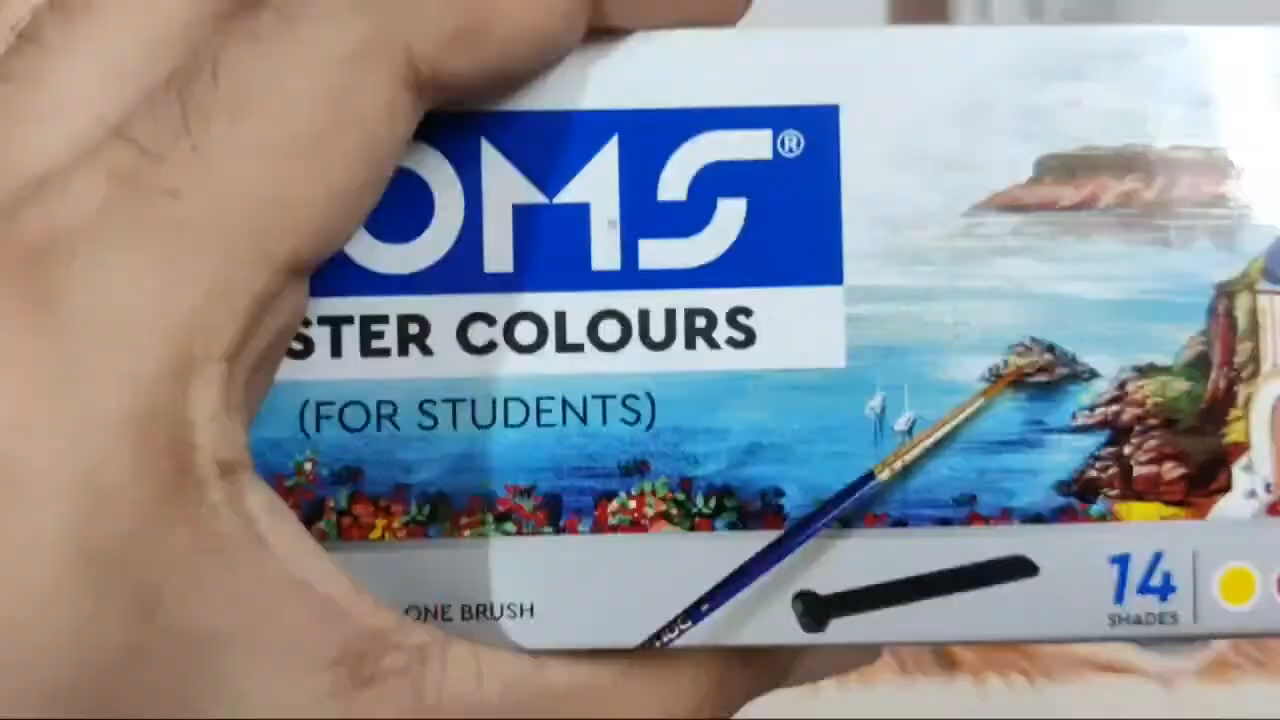 OMS®
STER COLOURS
(FOR STUDENTS)
ONE BRUSH
14
SHADES